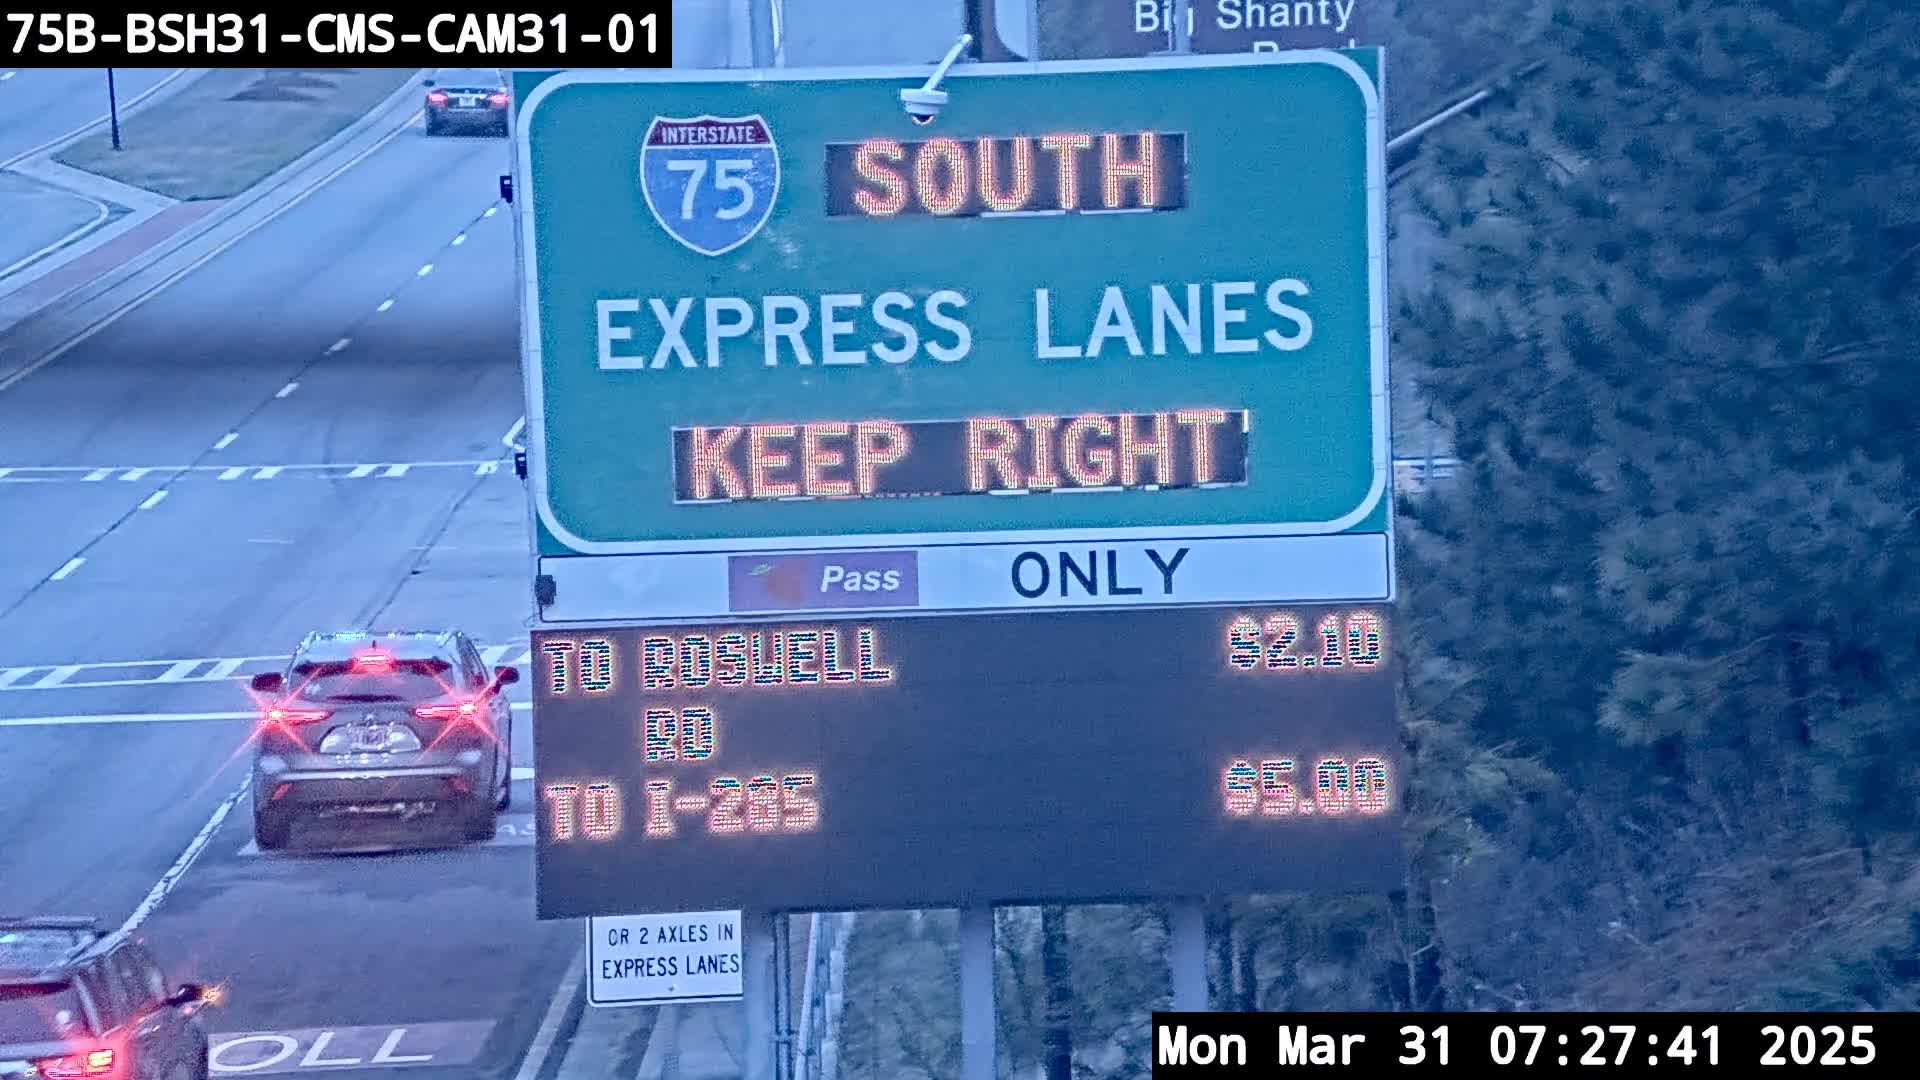 75B-BSH31-CMS-CAM31-01
Big Shanty
INTERSTATE
75
SOUTH
EXPRESS LANES
KEEP RIGHT
Pass
ONLY
TO ROSWELL $2.10
RD
TO I-285 $5.00
OR 2 AXLES IN
EXPRESS LANES
OLL
Mon Mar 31 07:27:41 2025